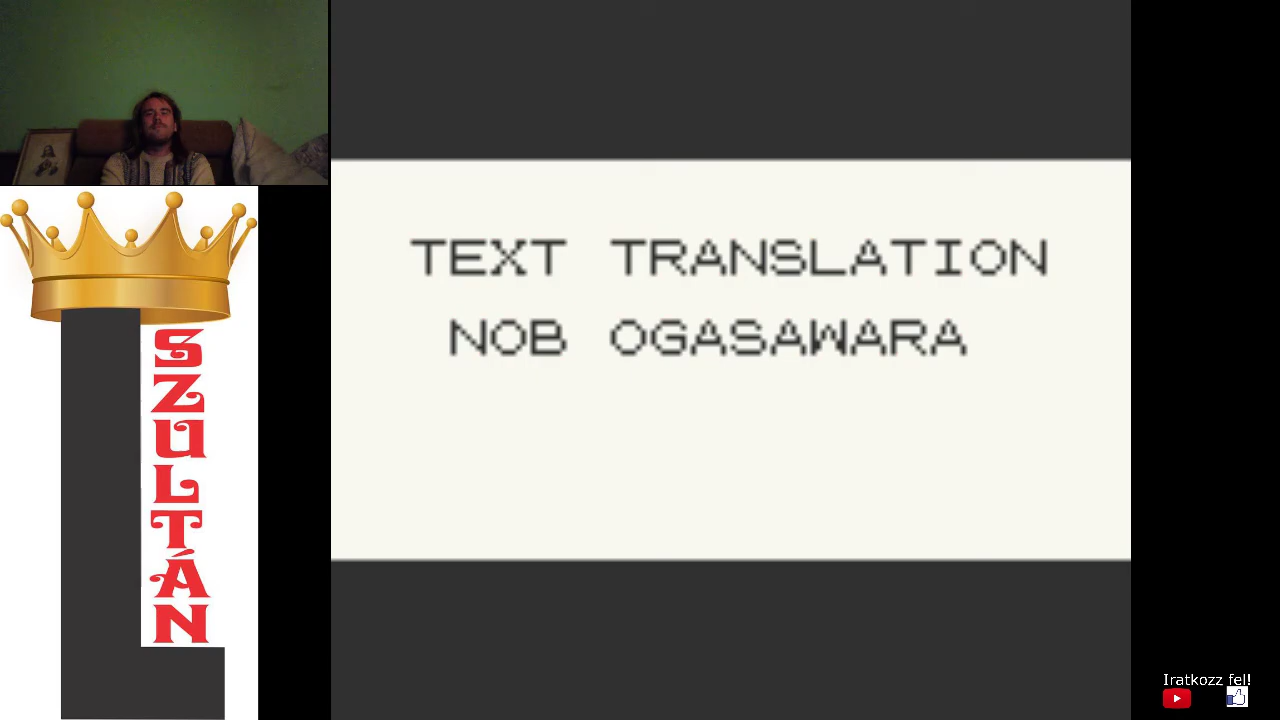 TEXT TRANSLATION
NOB OGASAWARA
L
SZULTÁN
Iratkozz fel!